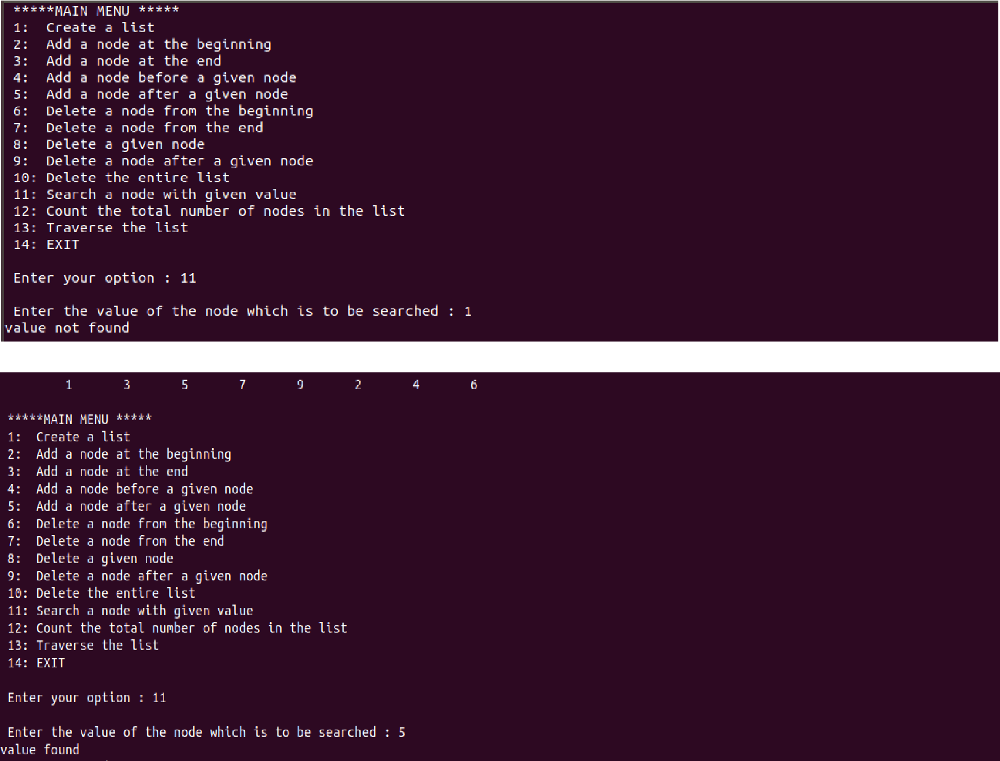 *****MAIN MENU *****
1:  Create a list
2:  Add a node at the beginning
3:  Add a node at the end
4:  Add a node before a given node
5:  Add a node after a given node
6:  Delete a node from the beginning
7:  Delete a node from the end
8:  Delete a given node
9:  Delete a node after a given node
10: Delete the entire list
11: Search a node with given value
12: Count the total number of nodes in the list
13: Traverse the list
14: EXIT
Enter your option : 11
Enter the value of the node which is to be searched : 1
value not found
1 3 5 7 9 2 4 6
*****MAIN MENU *****
1:  Create a list
2:  Add a node at the beginning
3:  Add a node at the end
4:  Add a node before a given node
5:  Add a node after a given node
6:  Delete a node from the beginning
7:  Delete a node from the end
8:  Delete a given node
9:  Delete a node after a given node
10: Delete the entire list
11: Search a node with given value
12: Count the total number of nodes in the list
13: Traverse the list
14: EXIT
Enter your option : 11
Enter the value of the node which is to be searched : 5
value found